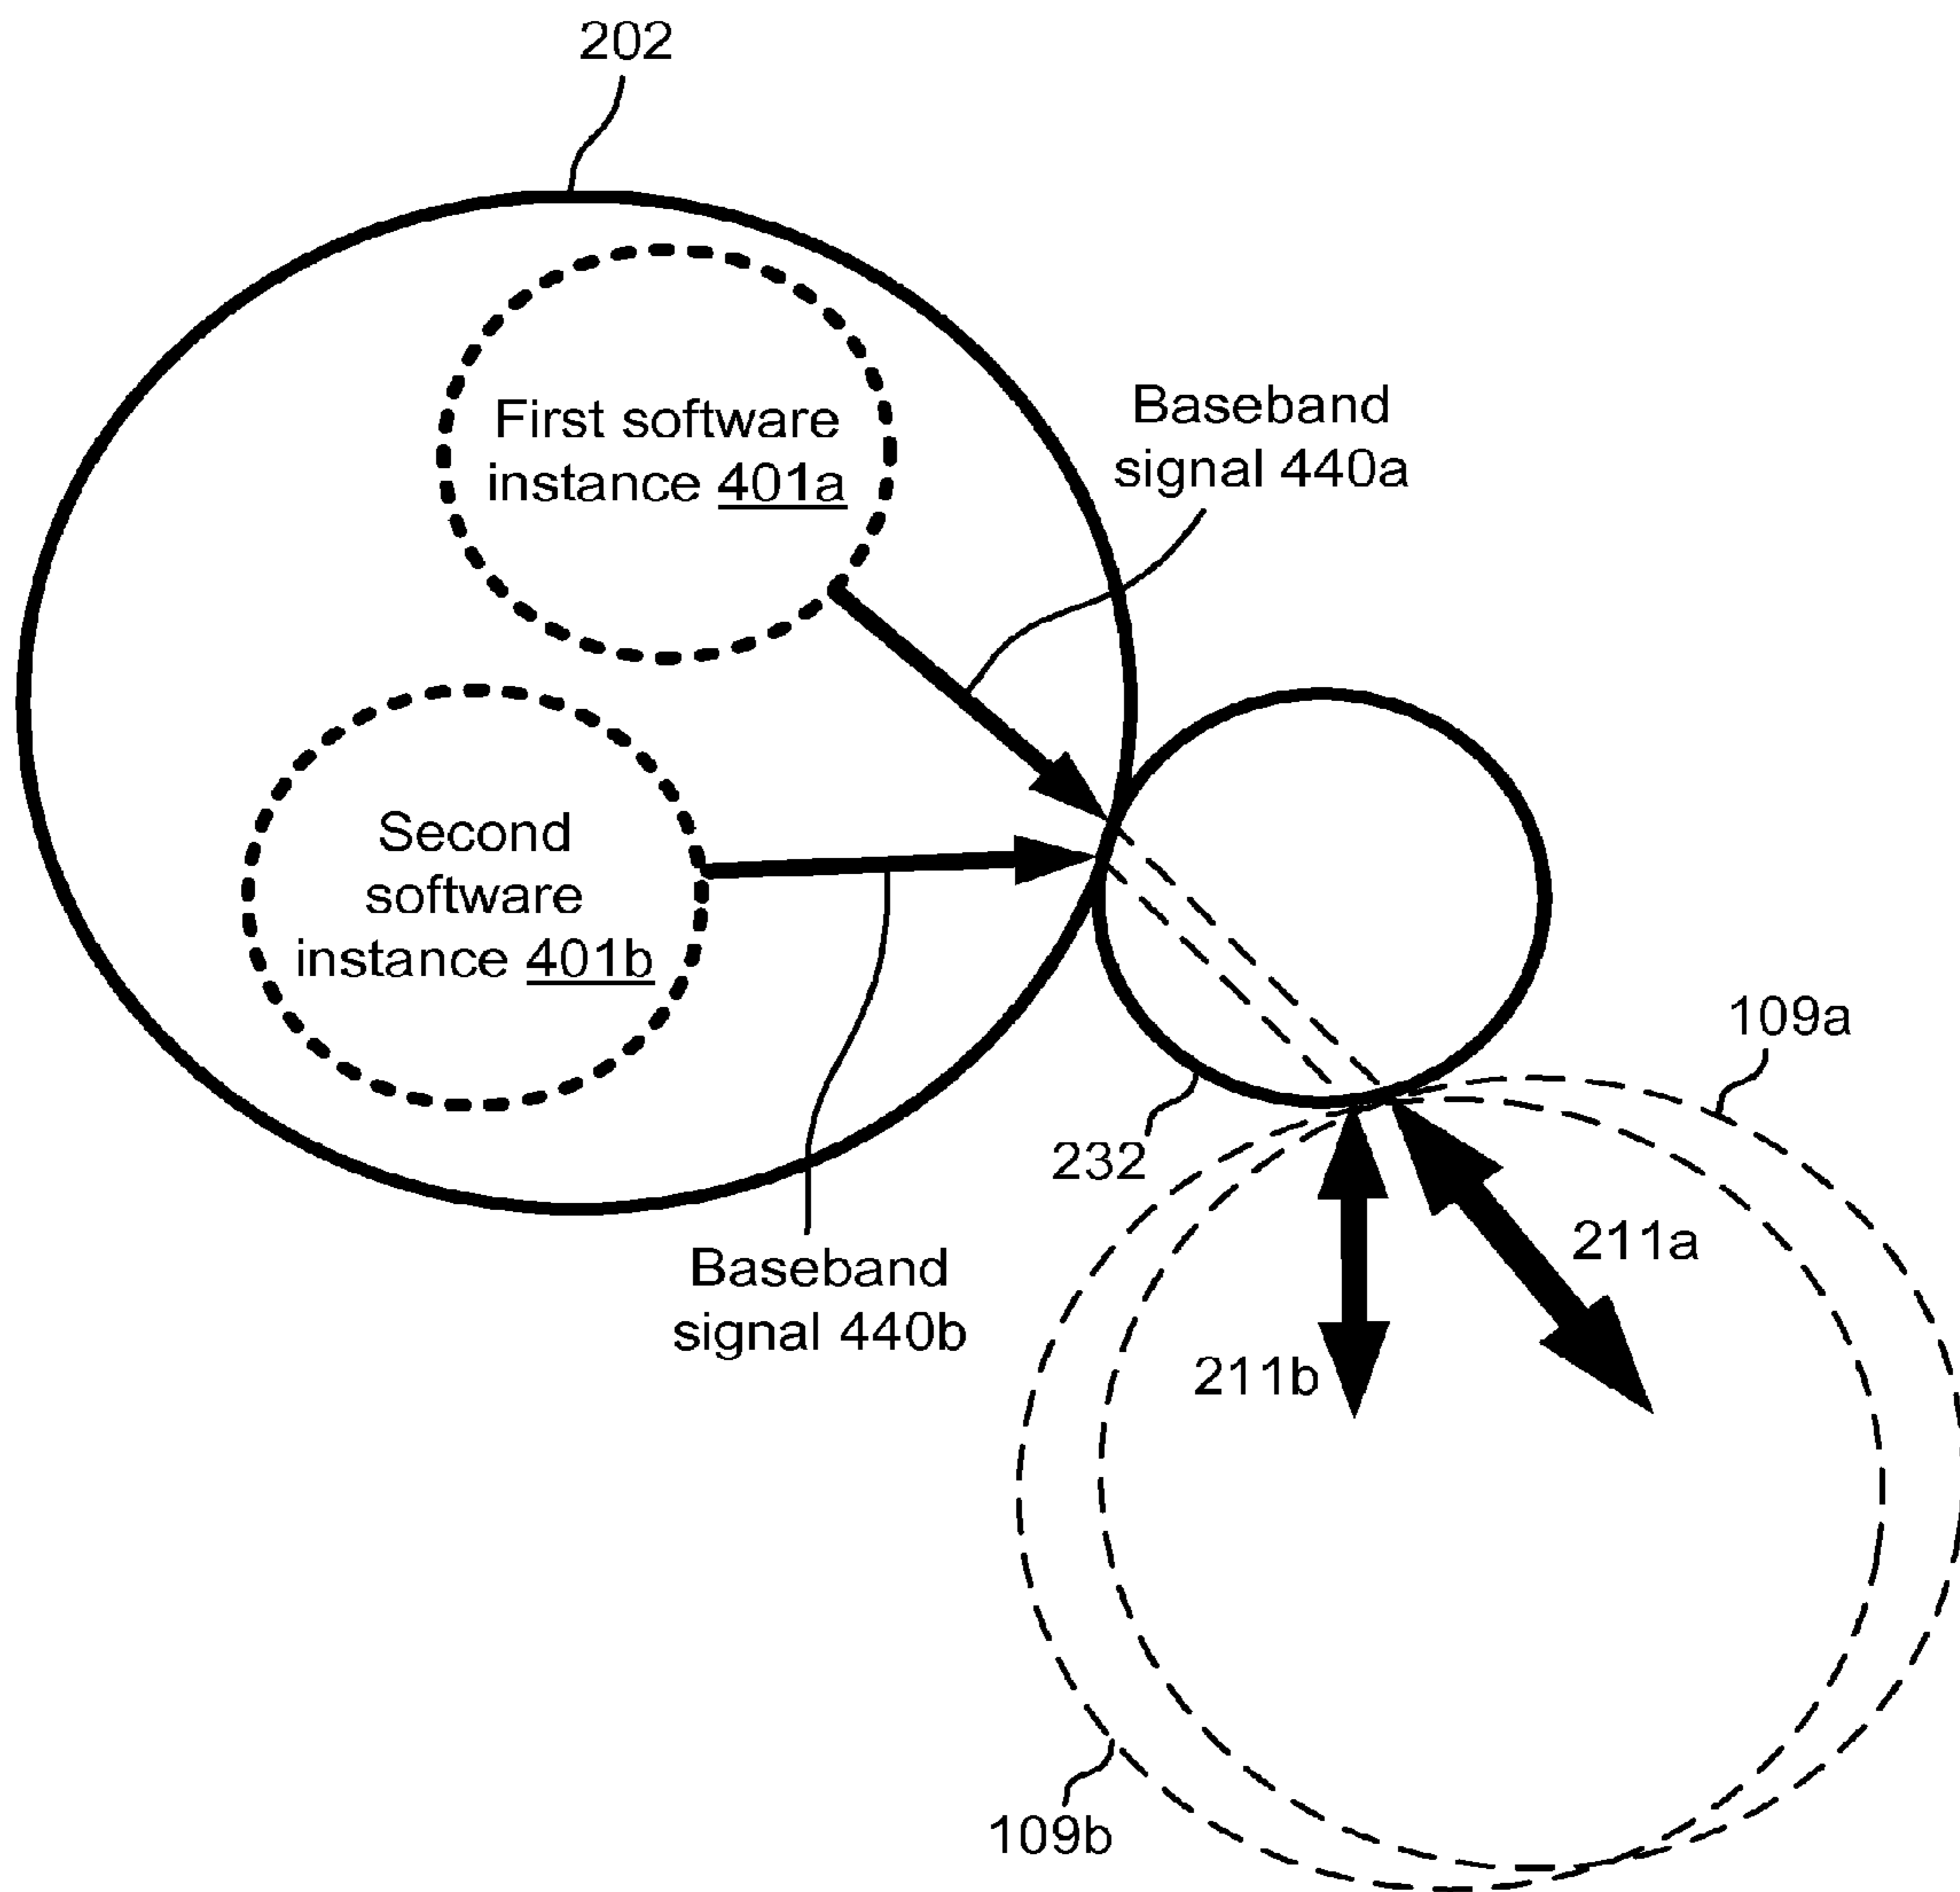 202
First software
instance 401a
Baseband
signal 440a
Second
software
instance 401b
109a
232
211a
Baseband
signal 440b
211b
109b